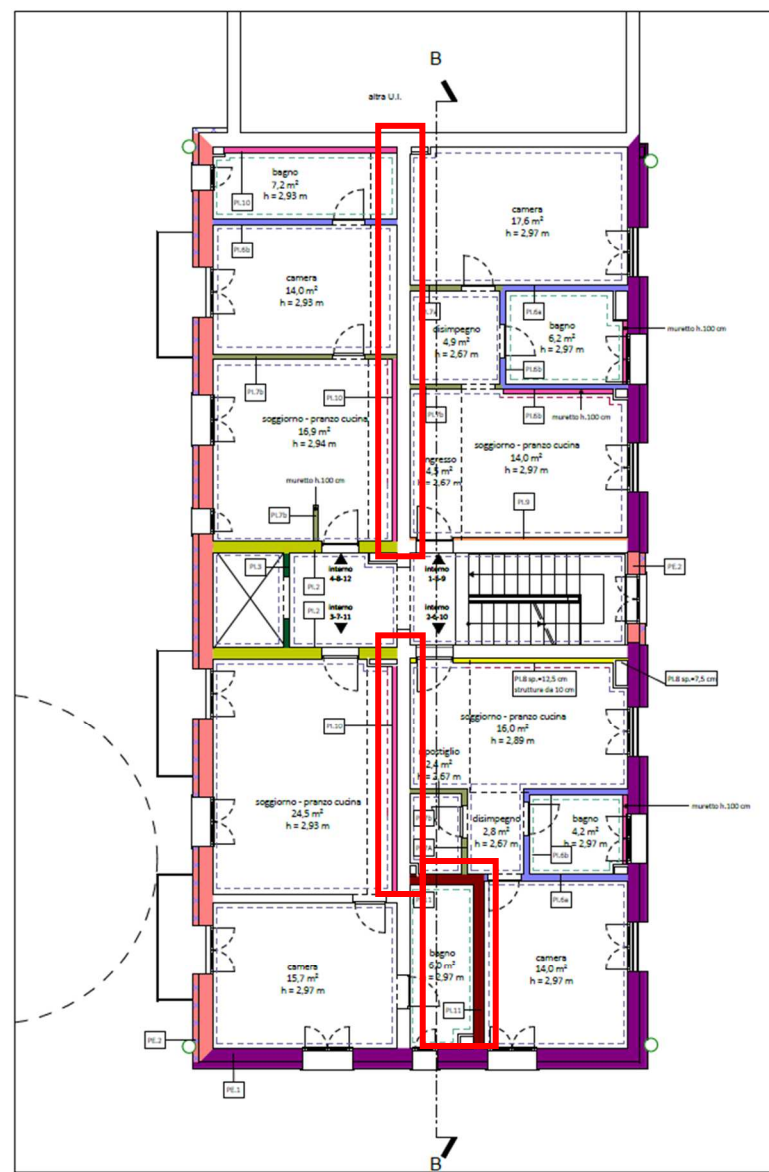 B
altra U.I.
bagno
7,2 m²
h = 2,93 m
PI.10
camera
17,6 m²
h = 2,97 m
PI.6b
camera
14,0 m²
h = 2,93 m
PI.6a
disimpegno
4,9 m²
h = 2,67 m
bagno
6,2 m²
h = 2,97 m
muretto h.100 cm
PI.6b
PI.7b
PI.10
PI.7b
PI.6b
muretto h.100 cm
soggiorno - pranzo cucina
16,9 m²
h = 2,94 m
soggiorno - pranzo cucina
14,0 m²
h = 2,97 m
ingresso
4,5 m²
h = 2,67 m
muretto h.100 cm
PI.7b
PI.9
PI.3
PI.2
PI.2
interno
4-8-12
interno
3-7-11
interno
1-5-9
interno
2-6-10
PE.2
PI.8 sp.=12,5 cm
strutture da 10 cm
PI.8 sp.=7,5 cm
PI.10
soggiorno - pranzo cucina
16,0 m²
h = 2,89 m
2,4 m²
h = 2,67 m
soggiorno - pranzo cucina
24,5 m²
h = 2,93 m
disimpegno
2,8 m²
h = 2,67 m
bagno
4,2 m²
h = 2,97 m
muretto h.100 cm
PI.7b
PI.7A
PI.6b
PI.6a
camera
15,7 m²
h = 2,97 m
bagno
6,0 m²
2,97 m
camera
14,0 m²
h = 2,97 m
PI.11
PE.2
PE.1
B